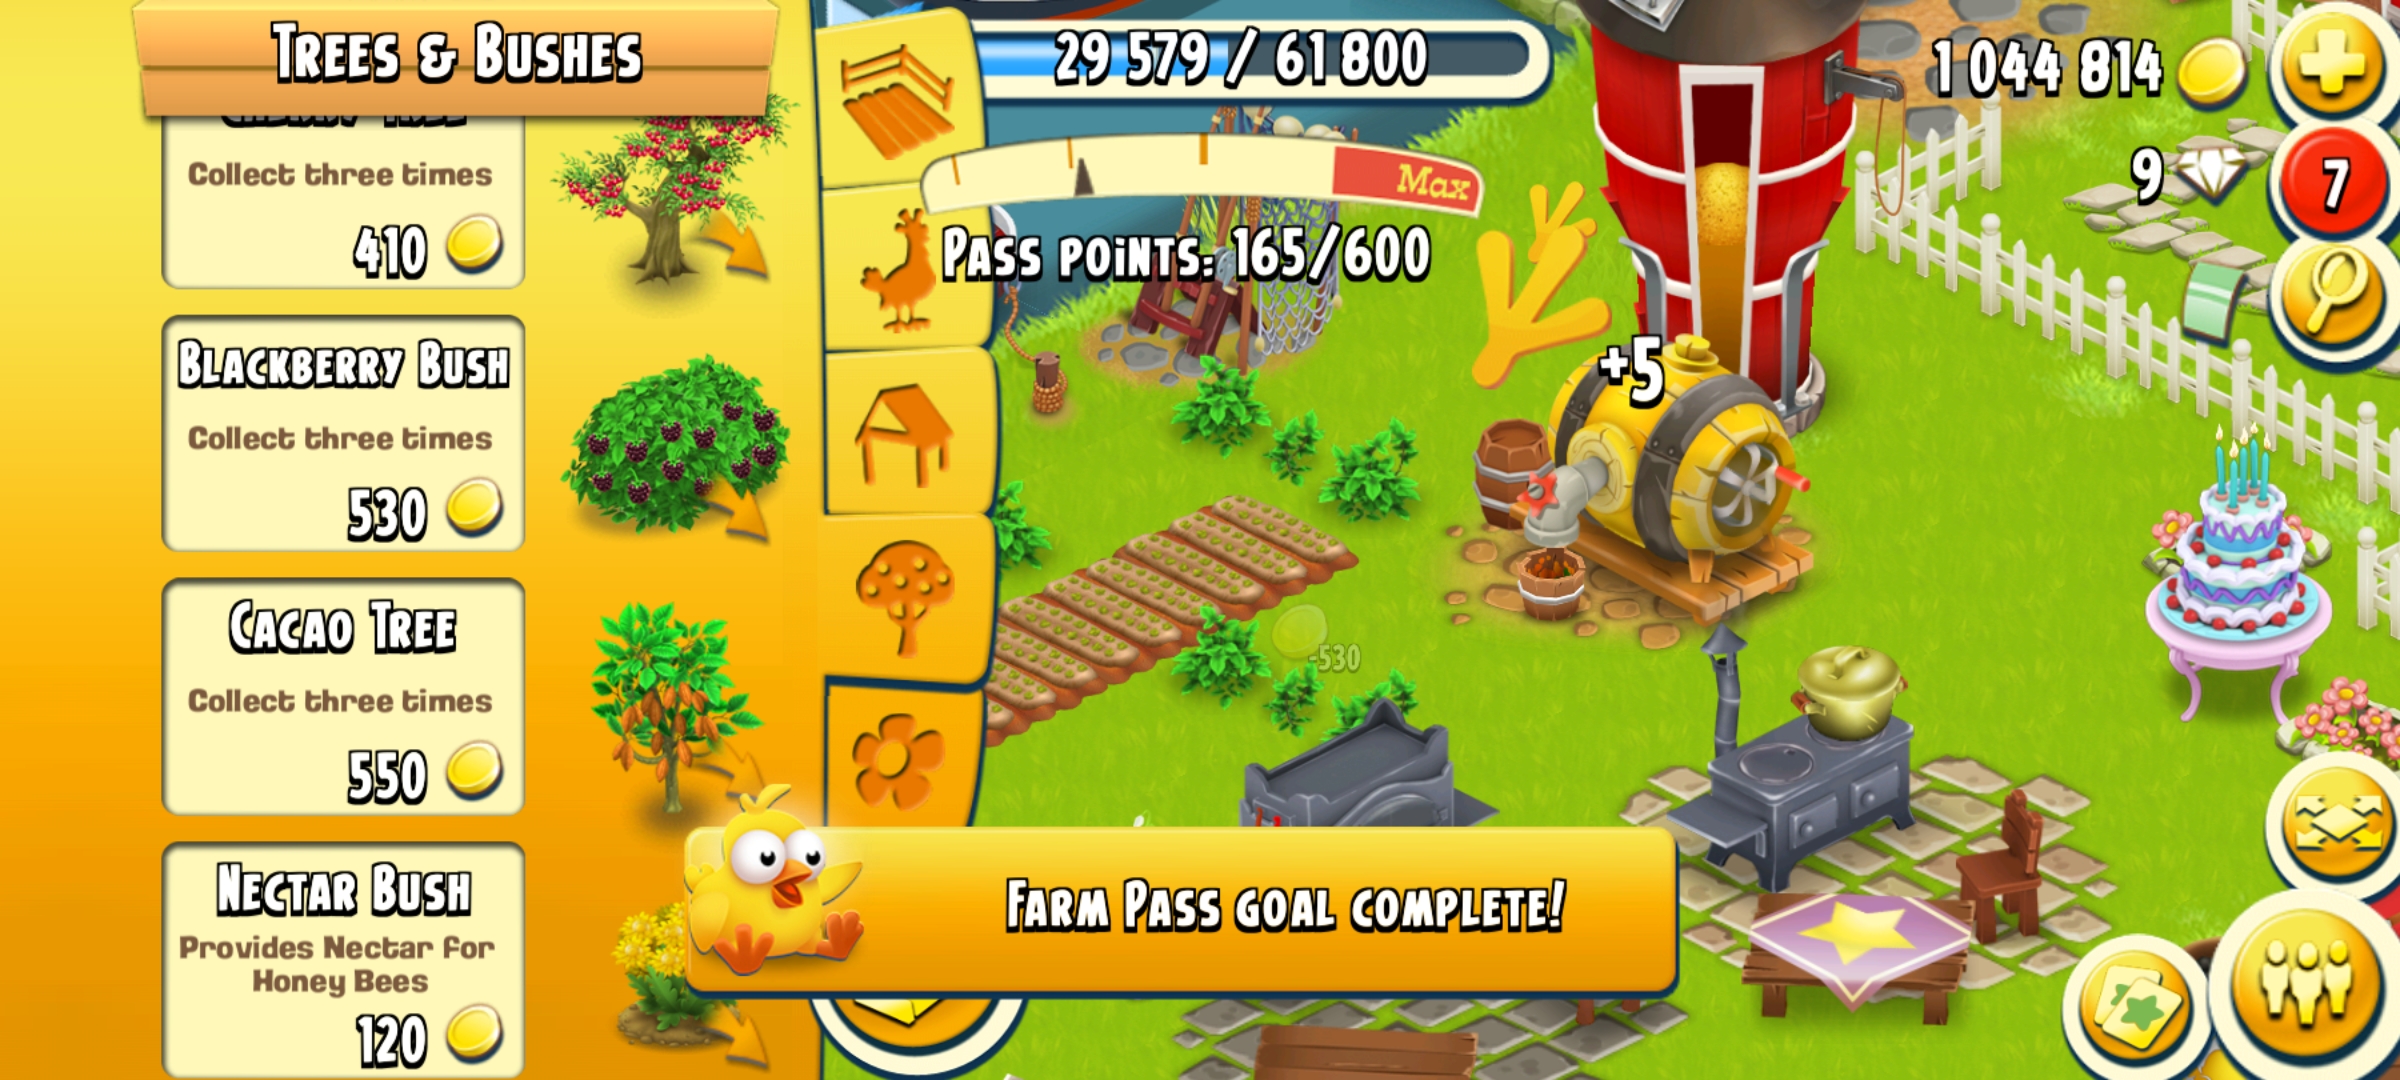 TREES & BUSHES
CHERRY TREE
Collect three times
410
BLACKBERRY BUSH
Collect three times
530
CACAO TREE
Collect three times
550
NECTAR BUSH
Provides Nectar for
Honey Bees
120
29 579 / 61 800
Max
PASS POINTS: 165/600
1 044 814
9
7
+5
-530
FARM PASS GOAL COMPLETE!